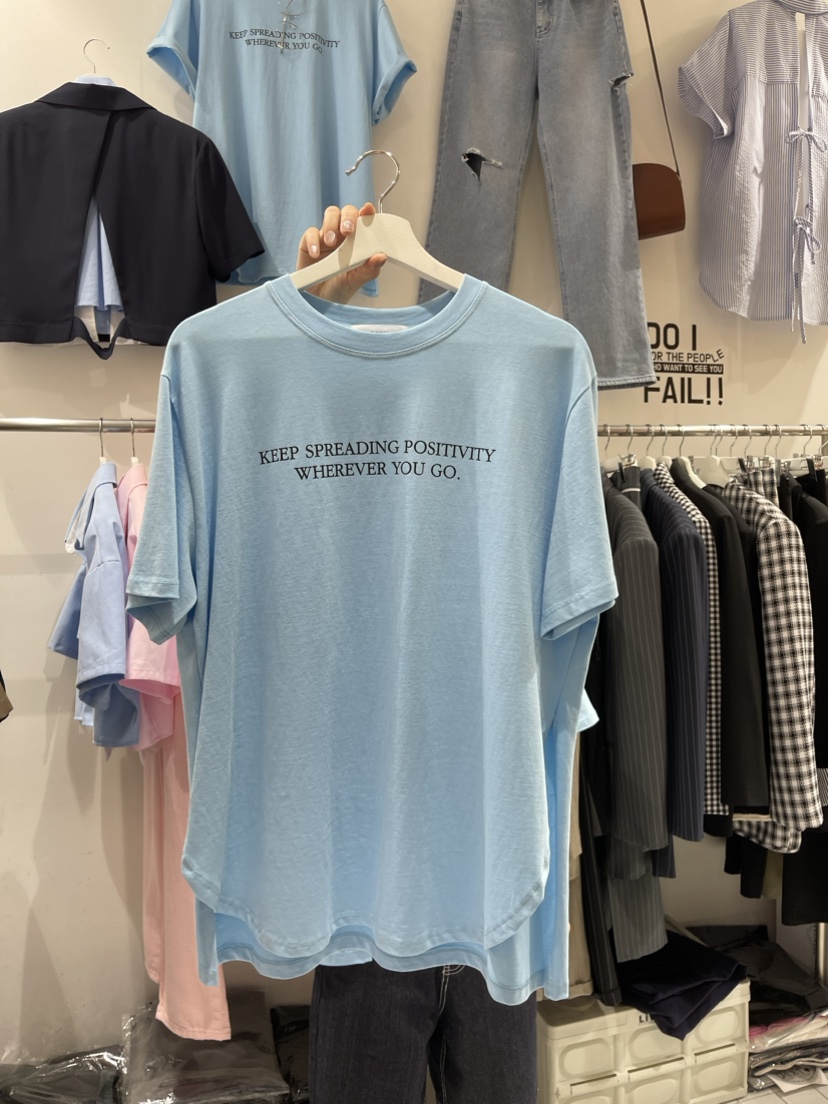 KEEP SPREADING POSITIVITY
WHEREVER YOU GO.
KEEP SPREADING POSITIVITY
WHEREVER YOU GO.
DO I
FOR THE PEOPLE
WHO WANT TO SEE YOU
FAIL!!